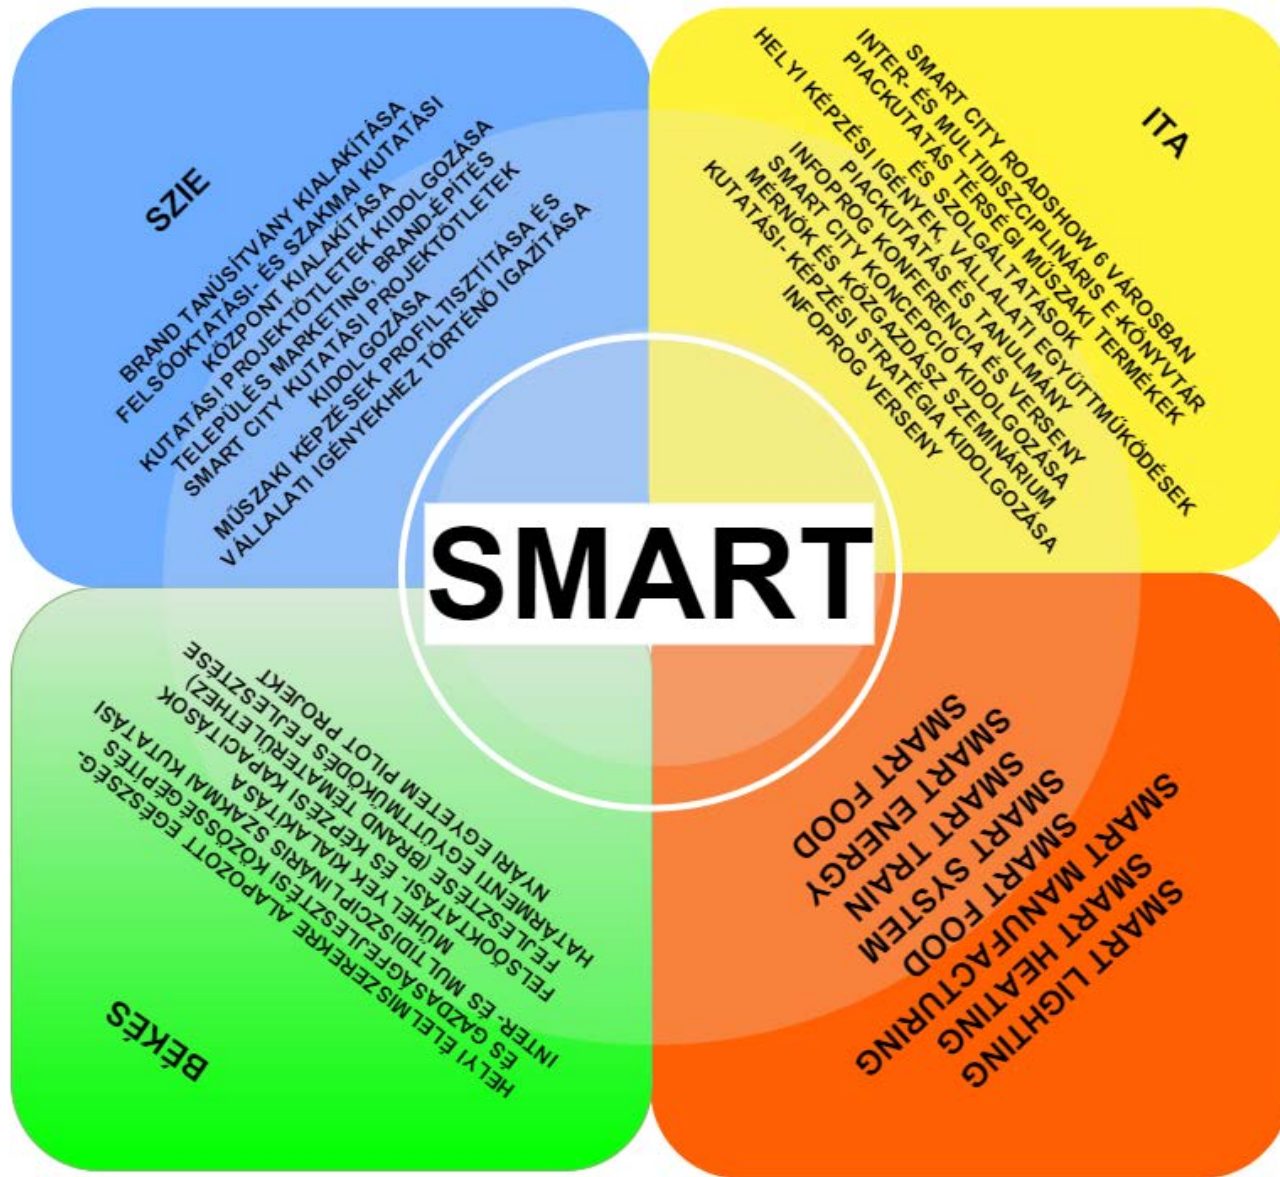 SZIE
BRAND TANÚSÍTVÁNY KIALAKÍTÁSA
FELSŐOKTATÁSI- ÉS SZAKMAI KUTATÁSI
KÖZPONT KIALAKÍTÁSA
KUTATÁSI PROJEKTÖTLETEK KIDOLGOZÁSA
TELEPÜLÉS MARKETING, BRAND-ÉPÍTÉS
SMART CITY KUTATÁSI PROJEKTÖTLETEK
KIDOLGOZÁSA
MŰSZAKI KÉPZÉSEK PROFILTISZTÍTÁSA ÉS
VÁLLALATI IGÉNYEKHEZ TÖRTÉNŐ IGAZÍTÁSA
ITA
SMART CITY ROADSHOW 6 VÁROSBAN
INTER- ÉS MULTIDISZCIPLINÁRIS E-KÖNYVTÁR
PIACKUTATÁS TÉRSÉGI MŰSZAKI TERMÉKEK
ÉS SZOLGÁLTATÁSOK
HELYI KÉPZÉSI IGÉNYEK, VÁLLALATI EGYÜTTMŰKÖDÉSEK
PIACKUTATÁS ÉS TANULMÁNY
INFOPROG KONFERENCIA ÉS VERSENY
SMART CITY KONCEPCIÓ KIDOLGOZÁSA
MÉRNÖK ÉS KÖZGAZDÁSZ SZEMINÁRIUM
KUTATÁSI- KÉPZÉSI STRATÉGIA KIDOLGOZÁSA
INFOPROG VERSENY
SMART
BÉKÉS
HELYI ÉLELMISZEREKRE ALAPOZOTT EGÉSZSÉG-
ÉS GAZDASÁGFEJLESZTÉSI KÖZÖSSÉGÉPÍTÉS
INTER- ÉS MULTIDISZCIPLINÁRIS SZAKMAI KUTATÁSI
MŰHELYEK KIALAKÍTÁSA
FELSŐOKTATÁSI, ÉS KÉPZÉSI KAPACITÁSOK
FEJLESZTÉSE (BRAND TÉMATERÜLETHEZ)
HATÁRMENTI EGYÜTTMŰKÖDÉS FEJLESZTÉSE
NYÁRI EGYETEM PILOT PROJEKT
SMART LIGHTING
SMART HEATING
SMART MANUFACTURING
SMART FOOD
SMART SYSTEM
SMART TRAIN
SMART ENERGY
SMART FOOD